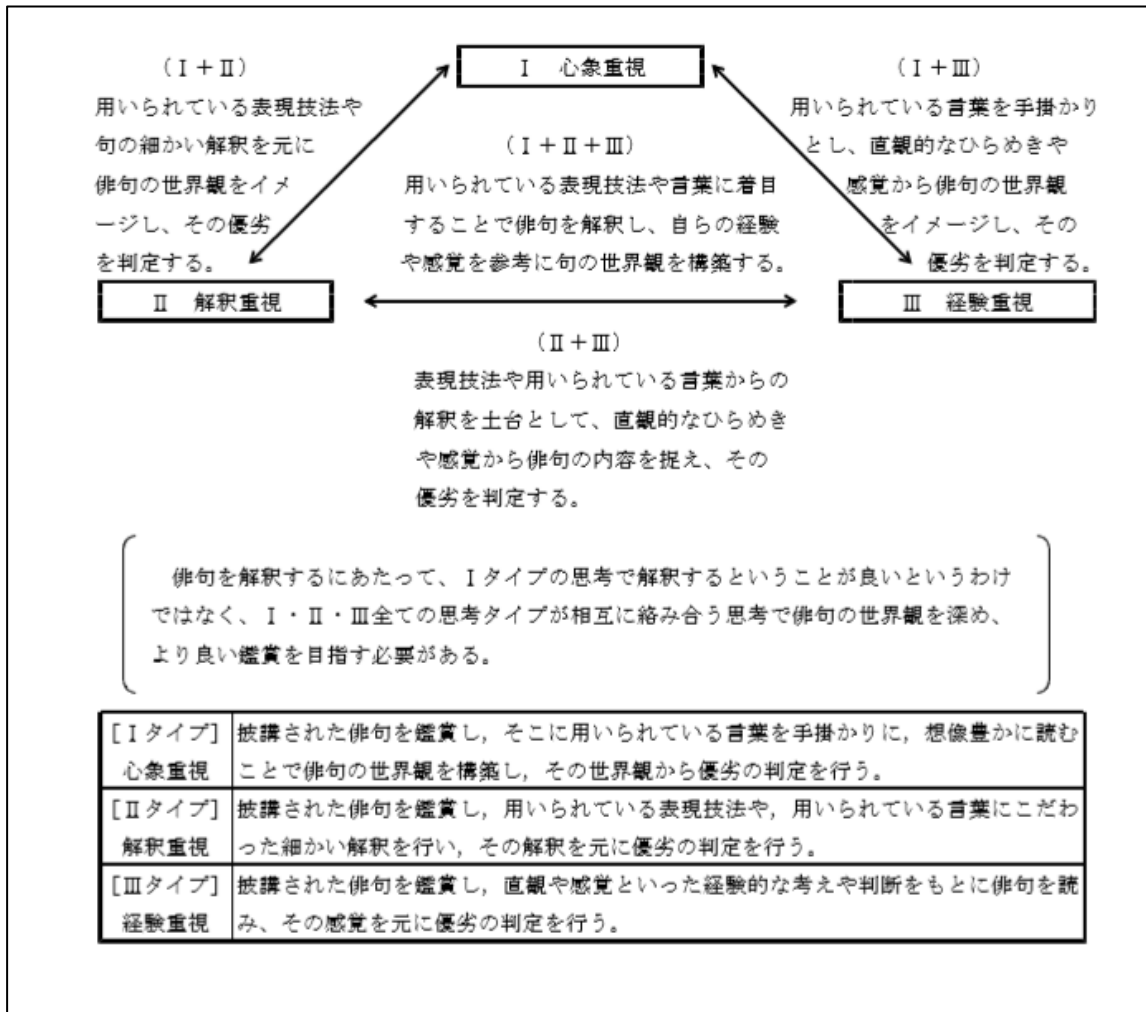 (Ⅰ+Ⅱ)
用いられている表現技法や
句の細かい解釈を元に
俳句の世界観をイメ
ージし、その優劣
を判定する。
Ⅰ 心象重視
(Ⅰ+Ⅲ)
用いられている言葉を手掛かり
とし、直観的なひらめきや
感覚から俳句の世界観
をイメージし、その
優劣を判定する。
(Ⅰ+Ⅱ+Ⅲ)
用いられている表現技法や言葉に着目
することで俳句を解釈し、自らの経験
や感覚を参考に句の世界観を構築する。
Ⅱ 解釈重視
Ⅲ 経験重視
(Ⅱ+Ⅲ)
表現技法や用いられている言葉からの
解釈を土台として、直観的なひらめき
や感覚から俳句の内容を捉え、その
優劣を判定する。
俳句を解釈するにあたって、Ⅰタイプの思考で解釈するということが良いというわけ
ではなく、Ⅰ・Ⅱ・Ⅲ全ての思考タイプが相互に絡み合う思考で俳句の世界観を深め、
より良い鑑賞を目指す必要がある。
[Ⅰタイプ]
心象重視
披講された俳句を鑑賞し，そこに用いられている言葉を手掛かりに，想像豊かに読む
ことで俳句の世界観を構築し，その世界観から優劣の判定を行う。
[Ⅱタイプ]
解釈重視
披講された俳句を鑑賞し，用いられている表現技法や，用いられている言葉にこだわ
った細かい解釈を行い，その解釈を元に優劣の判定を行う。
[Ⅲタイプ]
経験重視
披講された俳句を鑑賞し，直観や感覚といった経験的な考えや判断をもとに俳句を読
み、その感覚を元に優劣の判定を行う。